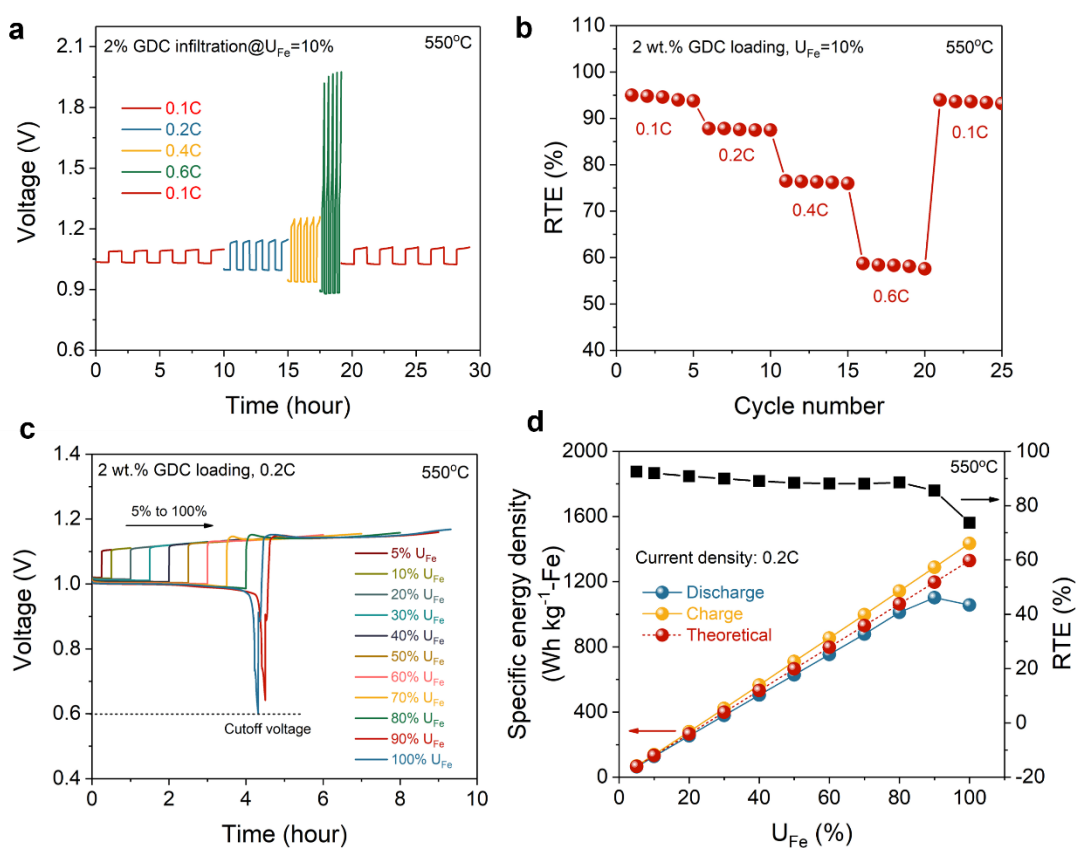 a
2% GDC infiltration@U_Fe=10%
550°C
0.1C
0.2C
0.4C
0.6C
0.1C
Voltage (V)
2.1
1.8
1.5
1.2
0.9
0.6
0 5 10 15 20 25 30
Time (hour)
b
2 wt.% GDC loading, U_Fe=10%
550°C
RTE (%)
100
90
80
70
60
50
40
0.1C
0.2C
0.4C
0.6C
0.1C
0 5 10 15 20 25
Cycle number
c
2 wt.% GDC loading, 0.2C
550°C
5% to 100%
Voltage (V)
1.4
1.2
1.0
0.8
0.6
0.4
5% U_Fe
10% U_Fe
20% U_Fe
30% U_Fe
40% U_Fe
50% U_Fe
60% U_Fe
70% U_Fe
80% U_Fe
90% U_Fe
100% U_Fe
Cutoff voltage
0 2 4 6 8 10
Time (hour)
d
550°C
Specific energy density
(Wh kg⁻¹-Fe)
2000
1800
1600
1400
1200
1000
800
600
400
200
0
Current density: 0.2C
Discharge
Charge
Theoretical
100
80
60
40
20
0
-20
RTE (%)
0 20 40 60 80 100
U_Fe (%)